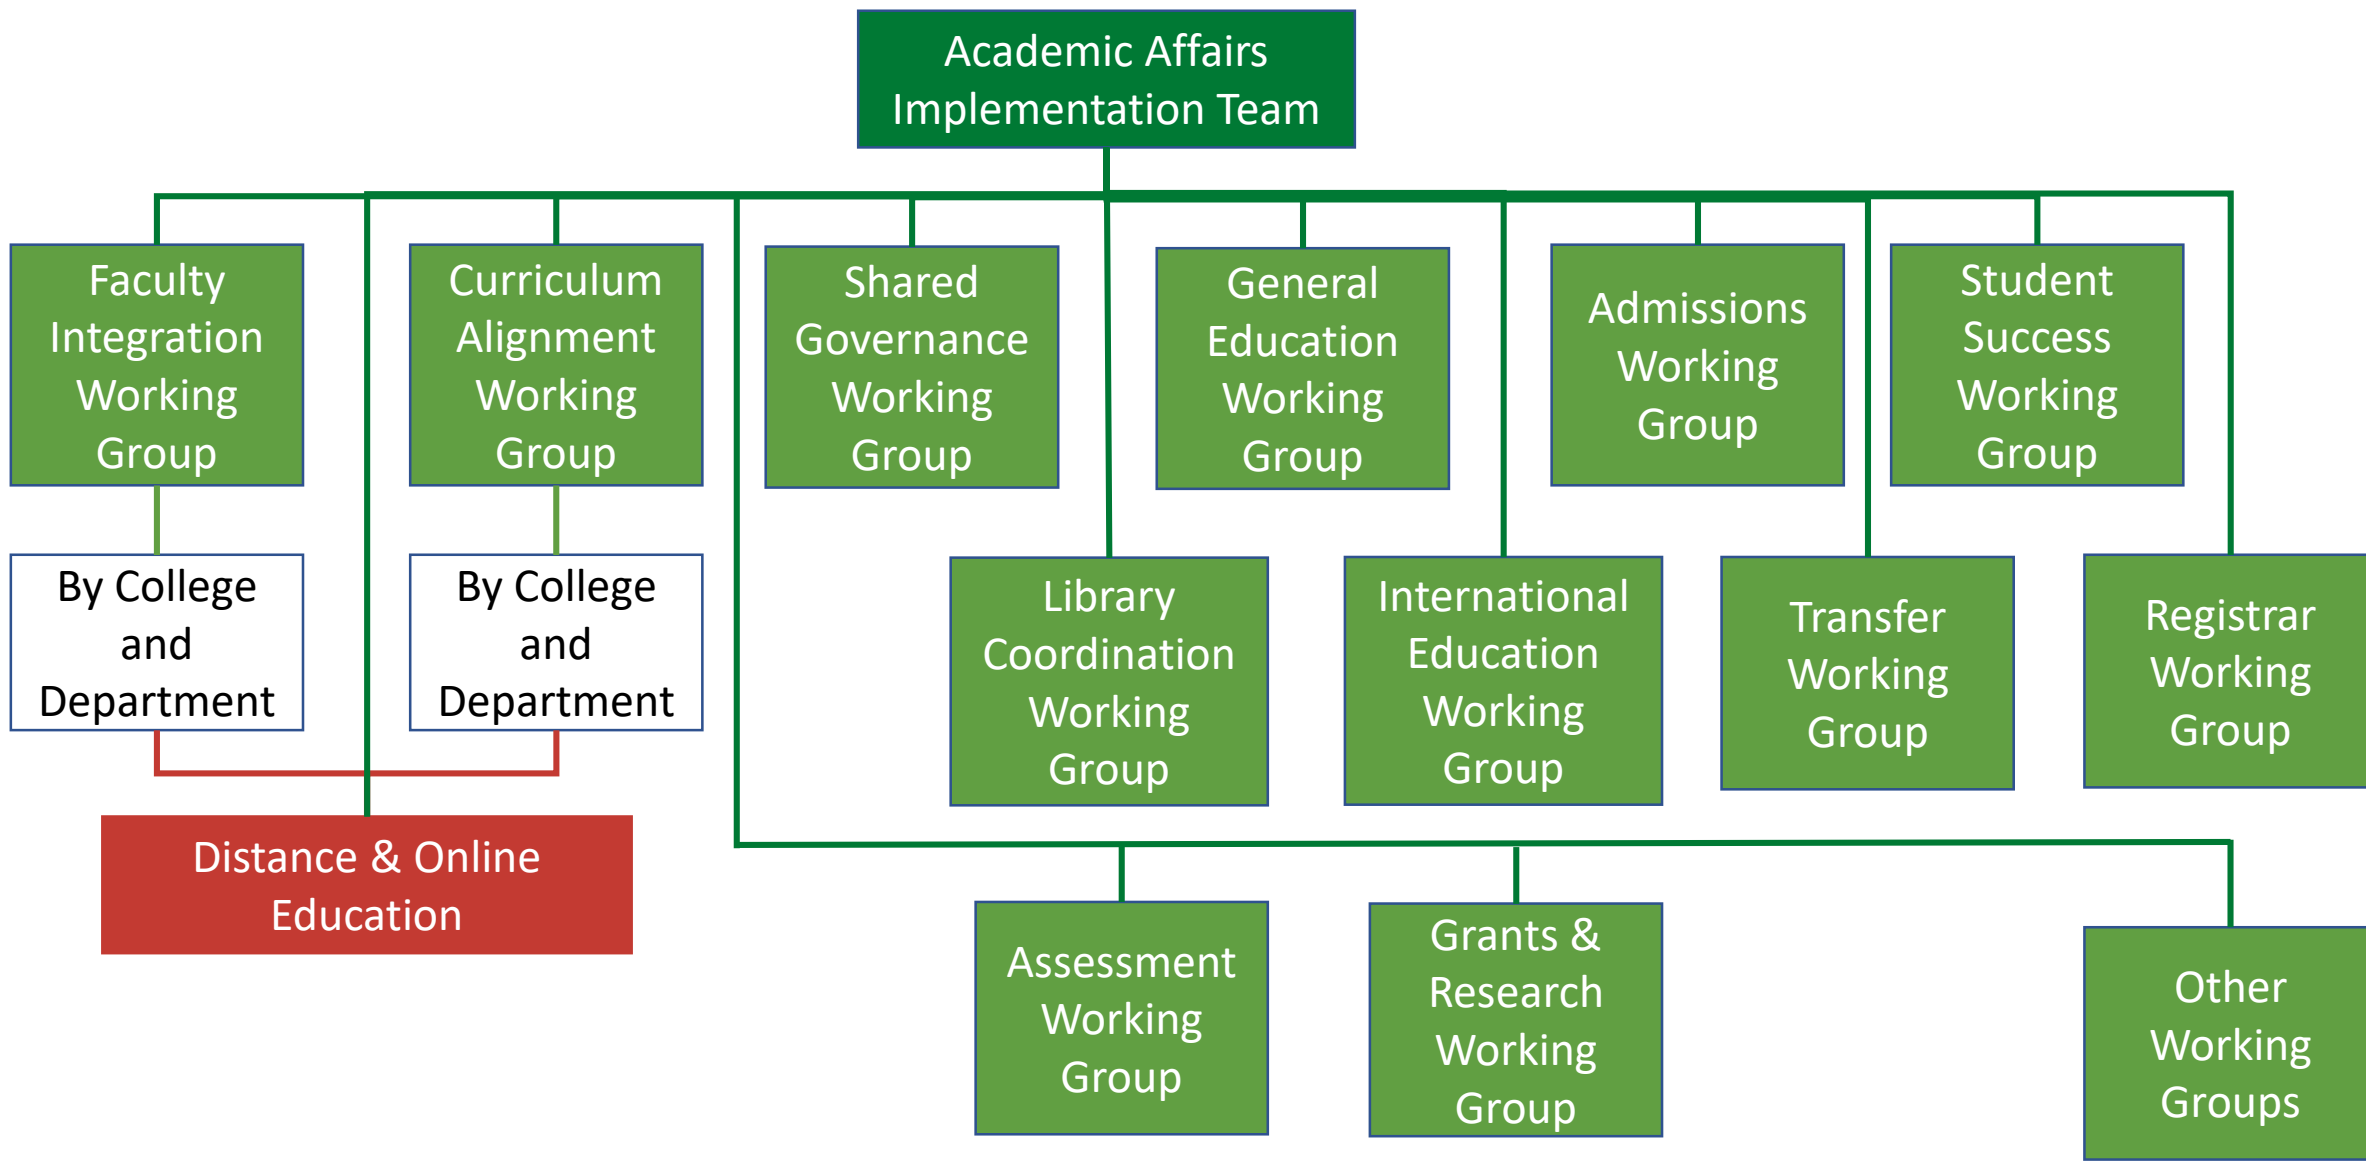 Academic Affairs
Implementation Team
Faculty
Integration
Working
Group
Curriculum
Alignment
Working
Group
Shared
Governance
Working
Group
General
Education
Working
Group
Admissions
Working
Group
Student
Success
Working
Group
By College
and
Department
By College
and
Department
Library
Coordination
Working
Group
International
Education
Working
Group
Transfer
Working
Group
Registrar
Working
Group
Distance & Online
Education
Assessment
Working
Group
Grants &
Research
Working
Group
Other
Working
Groups